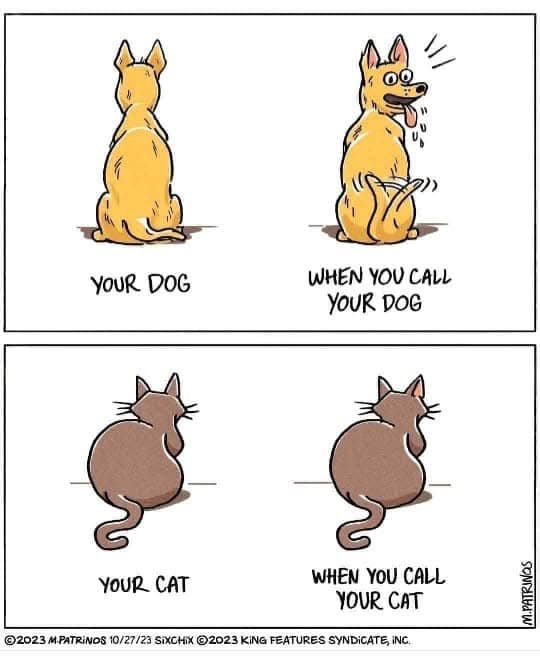 YOUR DOG
WHEN YOU CALL
YOUR DOG
YOUR CAT
WHEN YOU CALL
YOUR CAT
M.PATRINOS
©2023 M.PATRINOS 10/27/23 SIXCHIX ©2023 KING FEATURES SYNDICATE, INC.